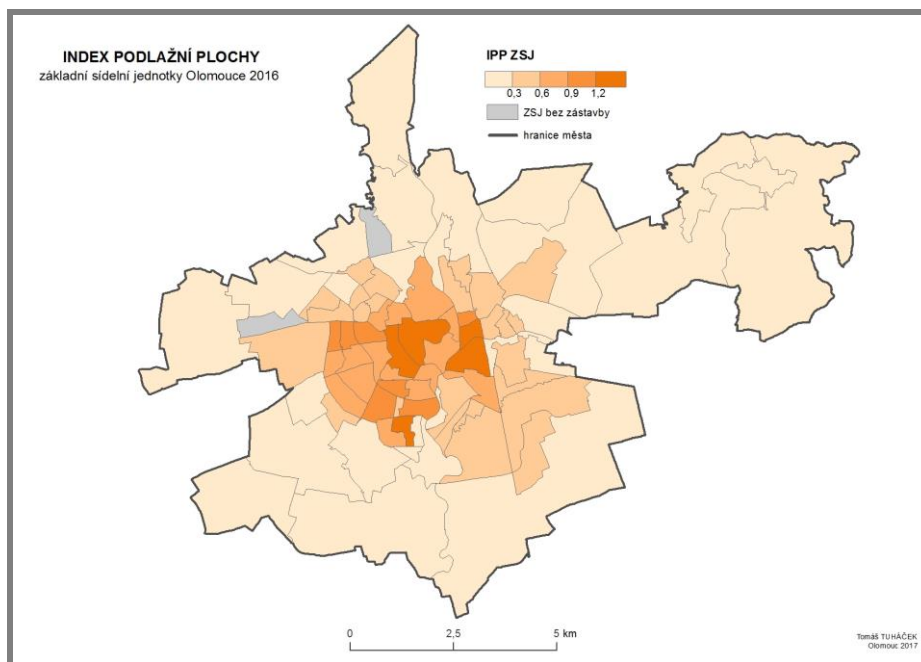 INDEX PODLAŽNÍ PLOCHY
základní sídelní jednotky Olomouce 2016
IPP ZSJ
0,3 0,6 0,9 1,2
ZSJ bez zástavby
hranice města
0 2,5 5 km
Tomáš TUHÁČEK
Olomouc 2017